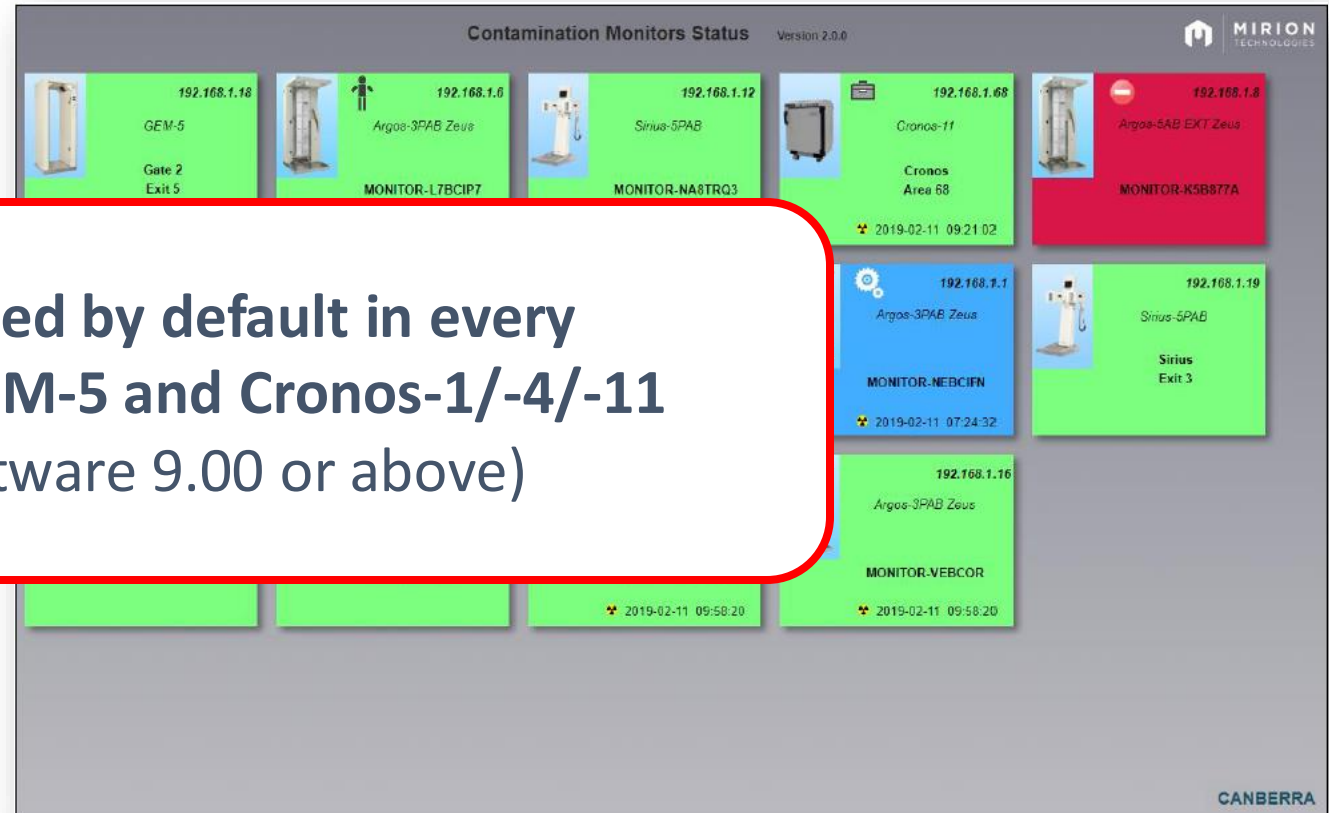 Contamination Monitors Status Version 2.0.0
MIRION
TECHNOLOGIES
192.168.1.18
GEM-5
Gate 2
Exit 5
192.168.1.6
Argos-3PAB Zeus
MONITOR-L7BCIP7
192.168.1.12
Sirius-5PAB
MONITOR-NA8TRQ3
192.168.1.68
Cronos-11
Cronos
Area 68
2019-02-11 09:21:02
192.168.1.8
Argos-5AB EXT Zeus
MONITOR-K5B877A
ed by default in every
M-5 and Cronos-1/-4/-11
tware 9.00 or above)
192.168.1.1
Argos-3PAB Zeus
MONITOR-NEBCIFN
2019-02-11 07:24:32
192.168.1.19
Sirius-5PAB
Sirius
Exit 3
2019-02-11 09:58:20
192.168.1.16
Argos-3PAB Zeus
MONITOR-VEBCOR
2019-02-11 09:58:20
CANBERRA